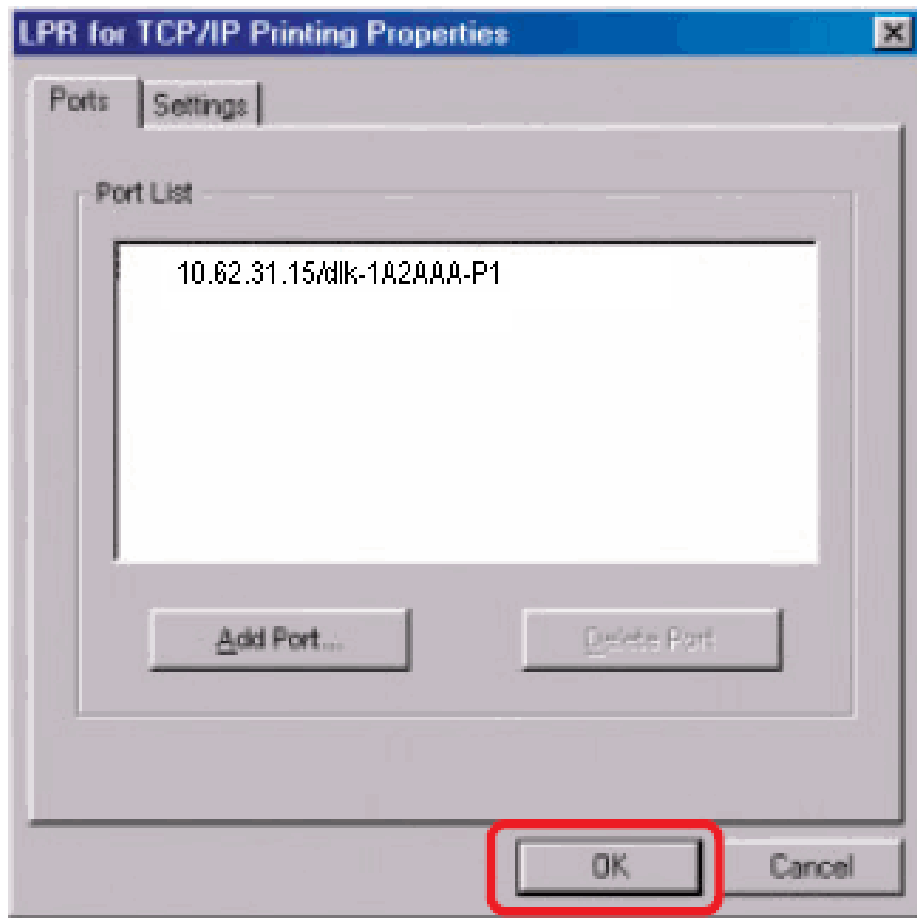 LPR for TCP/IP Printing Properties
Ports
Settings
Port List
10.62.31.15/dlk-1A2AAA-P1
Add Port...
Delete Port
OK
Cancel